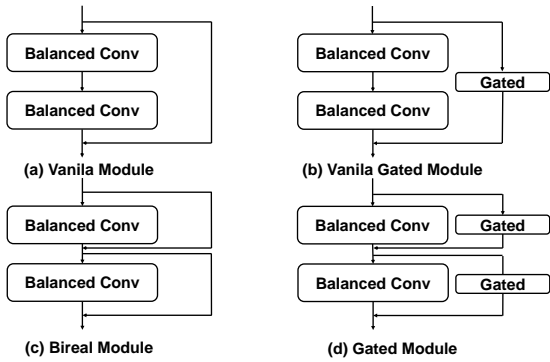 Balanced Conv
Balanced Conv
(a) Vanila Module
Balanced Conv
Gated
Balanced Conv
(b) Vanila Gated Module
Balanced Conv
Balanced Conv
(c) Bireal Module
Balanced Conv
Gated
Balanced Conv
Gated
(d) Gated Module